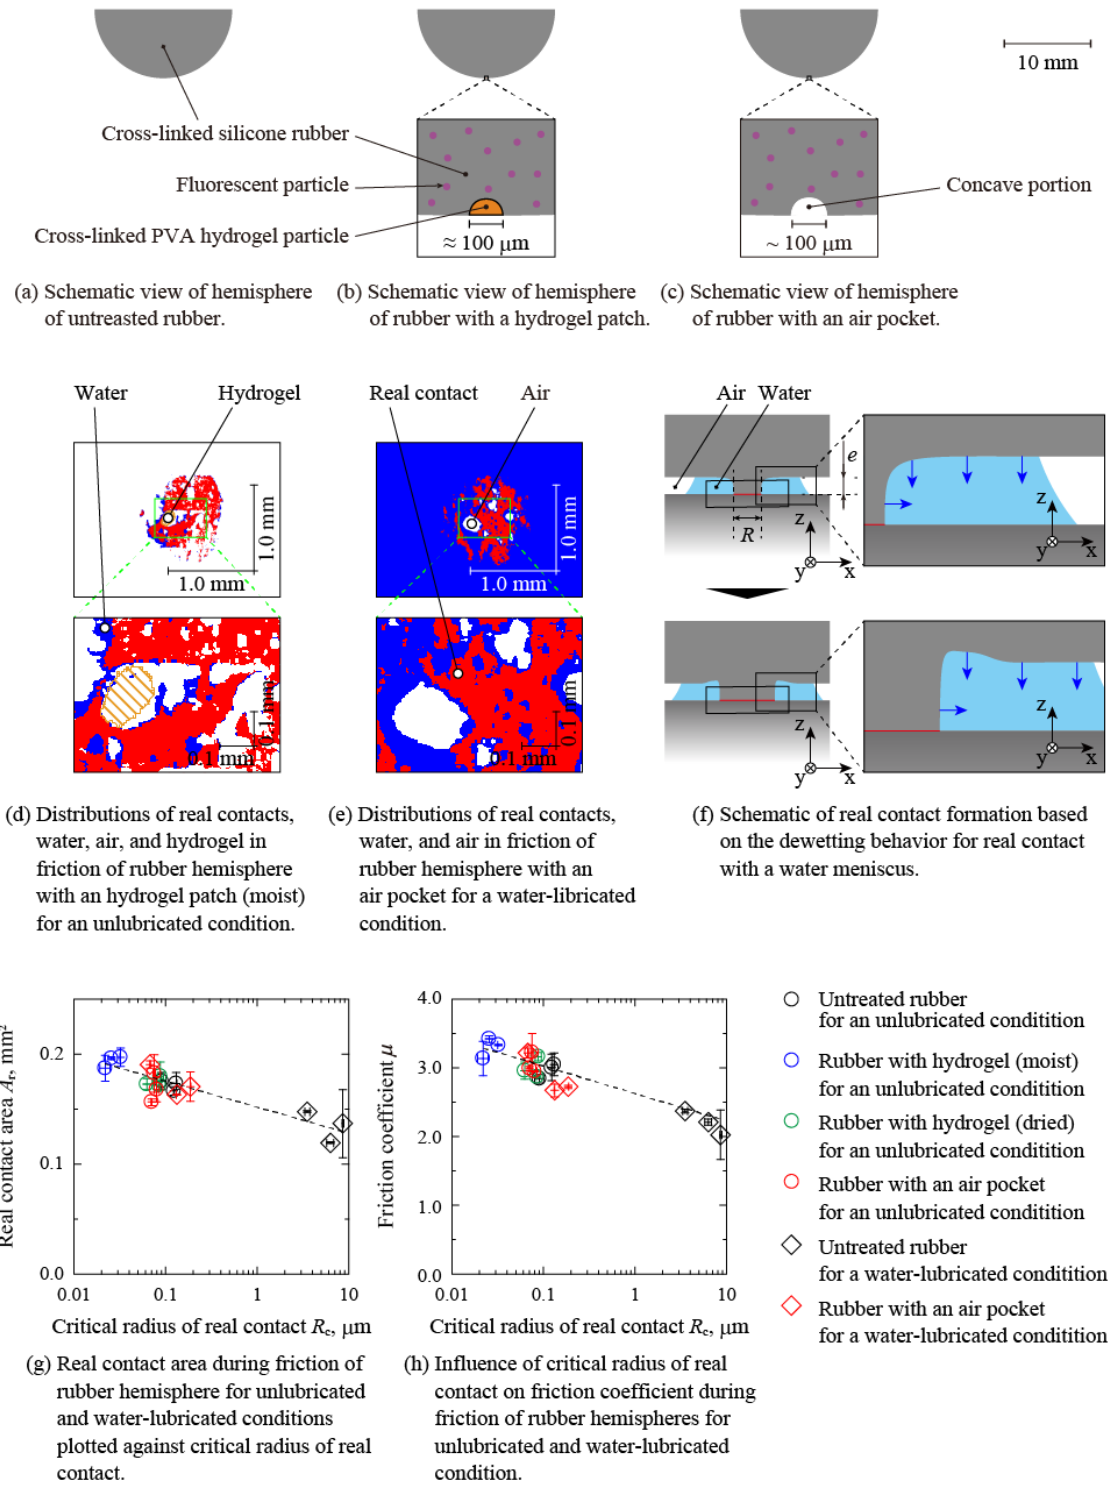 10 mm
Cross-linked silicone rubber
Fluorescent particle
Cross-linked PVA hydrogel particle
≈ 100 μm
~ 100 μm
Concave portion
(a) Schematic view of hemisphere
of untreasted rubber.
(b) Schematic view of hemisphere
of rubber with a hydrogel patch.
(c) Schematic view of hemisphere
of rubber with an air pocket.
Water
Hydrogel
1.0 mm
1.0 mm
0.1 mm
0.1 mm
Real contact
Air
1.0 mm
1.0 mm
0.1 mm
0.1 mm
Air
Water
e
R
z
y
x
z
y
x
z
y
x
z
y
x
(d) Distributions of real contacts,
water, air, and hydrogel in
friction of rubber hemisphere
with an hydrogel patch (moist)
for an unlubricated condition.
(e) Distributions of real contacts,
water, and air in friction of
rubber hemisphere with an
air pocket for a water-libricated
condition.
(f) Schematic of real contact formation based
on the dewetting behavior for real contact
with a water meniscus.
Real contact area Ar, mm²
0.2
0.1
0.0
0.01
0.1
1
10
Critical radius of real contact Rc, μm
(g) Real contact area during friction of
rubber hemisphere for unlubricated
and water-lubricated conditions
plotted against critical radius of real
contact.
Friction coefficient μ
4.0
3.0
2.0
1.0
0.0
0.01
0.1
1
10
Critical radius of real contact Rc, μm
(h) Influence of critical radius of real
contact on friction coefficient during
friction of rubber hemispheres for
unlubricated and water-lubricated
condition.
Untreated rubber
for an unlubricated conditition
Rubber with hydrogel (moist)
for an unlubricated conditition
Rubber with hydrogel (dried)
for an unlubricated conditition
Rubber with an air pocket
for an unlubricated conditition
Untreated rubber
for a water-lubricated conditition
Rubber with an air pocket
for a water-lubricated conditition